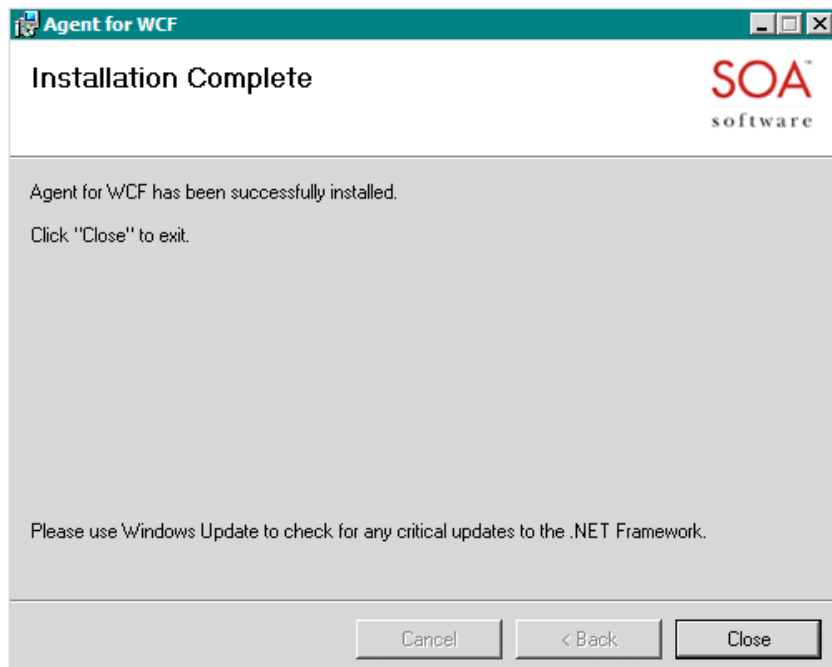 Agent for WCF
Installation Complete
SOA™
software
Agent for WCF has been successfully installed.
Click "Close" to exit.
Please use Windows Update to check for any critical updates to the .NET Framework.
Cancel
< Back
Close